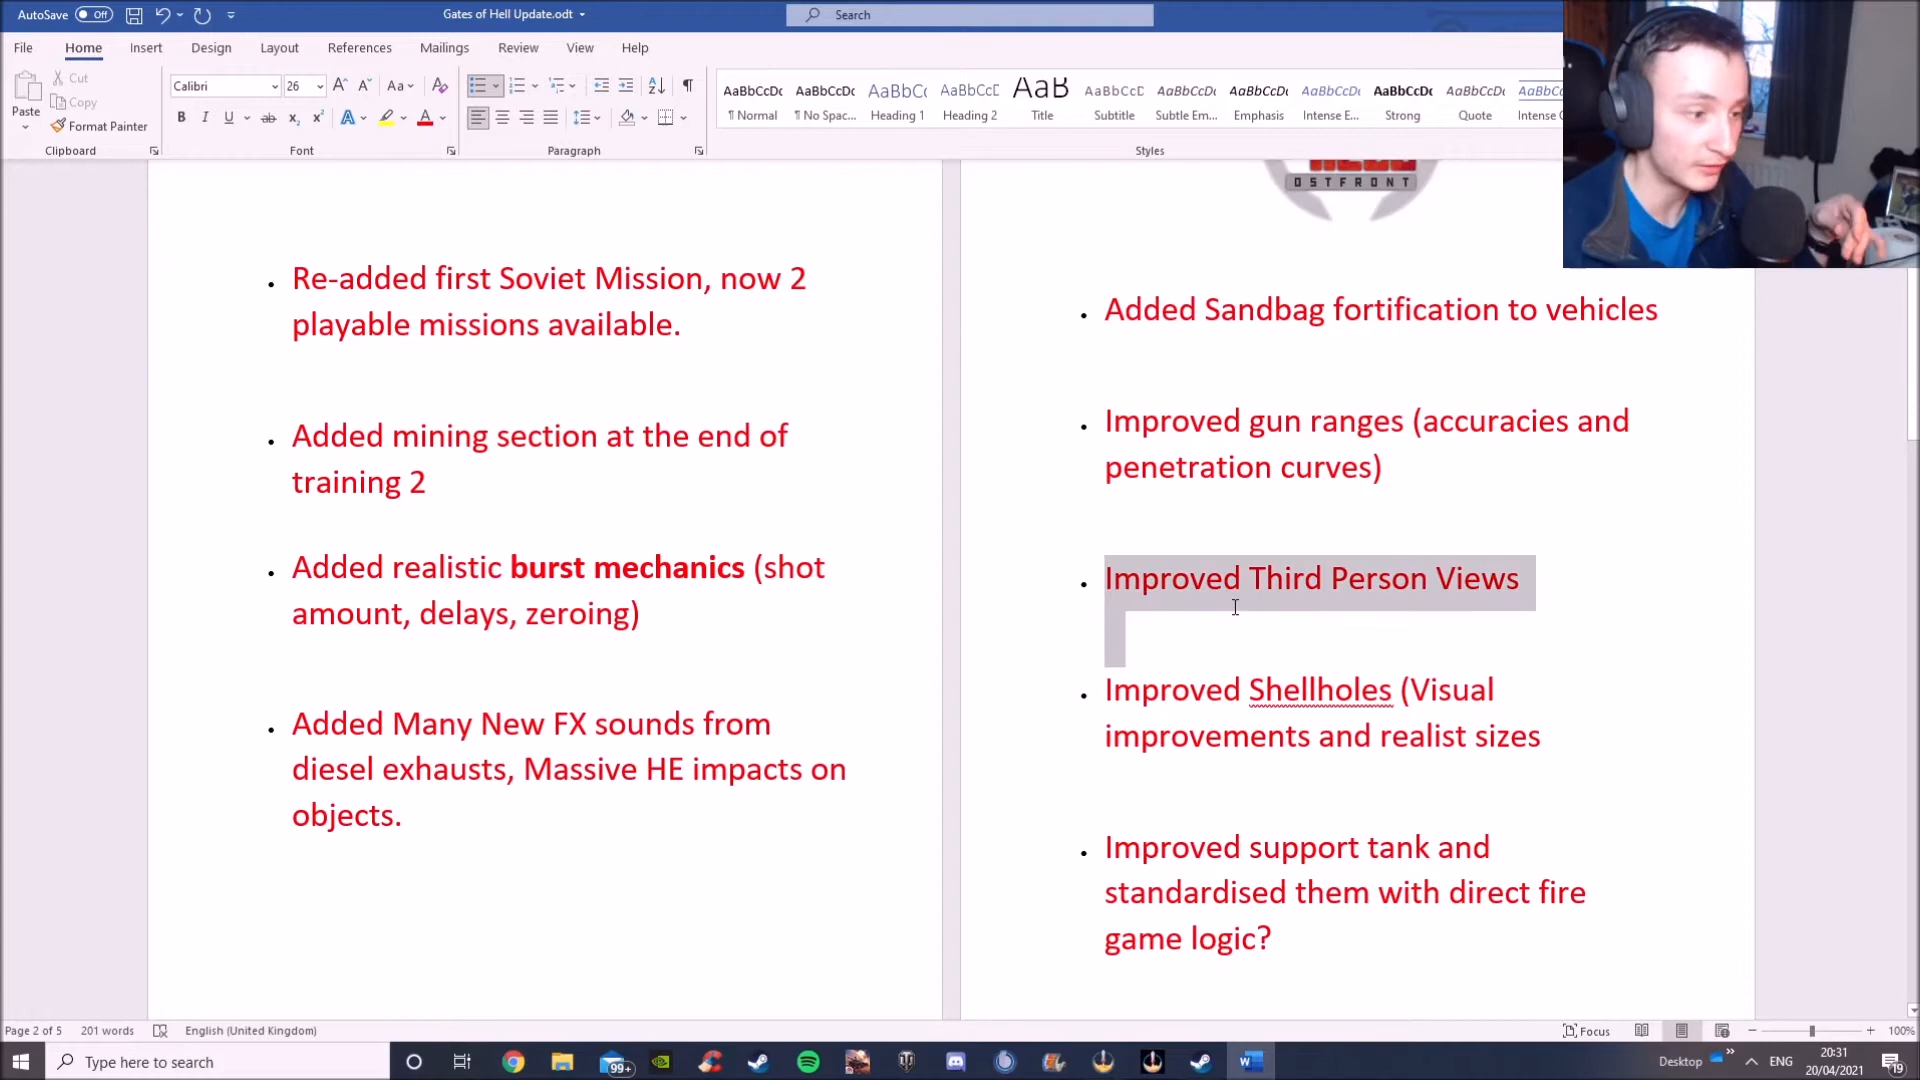 AutoSave Off
Gates of Hell Update.odt
Search
File Home Insert Design Layout References Mailings Review View Help
Paste
Cut
Copy
Format Painter
Clipboard
Calibri 26
Font
Paragraph
AaBbCcDc AaBbCcDc AaBbCc AaBbCcD AaB AaBbCcD AaBbCcDc AaBbCcDc AaBbCcDc AaBbCcDc AaBbCcDc AaBbCcDc
¶ Normal ¶ No Spac... Heading 1 Heading 2 Title Subtitle Subtle Em... Emphasis Intense E... Strong Quote Intense
Styles
Re-added first Soviet Mission, now 2
playable missions available.
Added mining section at the end of
training 2
Added realistic burst mechanics (shot
amount, delays, zeroing)
Added Many New FX sounds from
diesel exhausts, Massive HE impacts on
objects.
OSTFRONT
Added Sandbag fortification to vehicles
Improved gun ranges (accuracies and
penetration curves)
Improved Third Person Views
Improved Shellholes (Visual
improvements and realist sizes
Improved support tank and
standardised them with direct fire
game logic?
Page 2 of 5 201 words English (United Kingdom)
Focus 100%
Type here to search
99+
Desktop ENG
20:31
20/04/2021
19